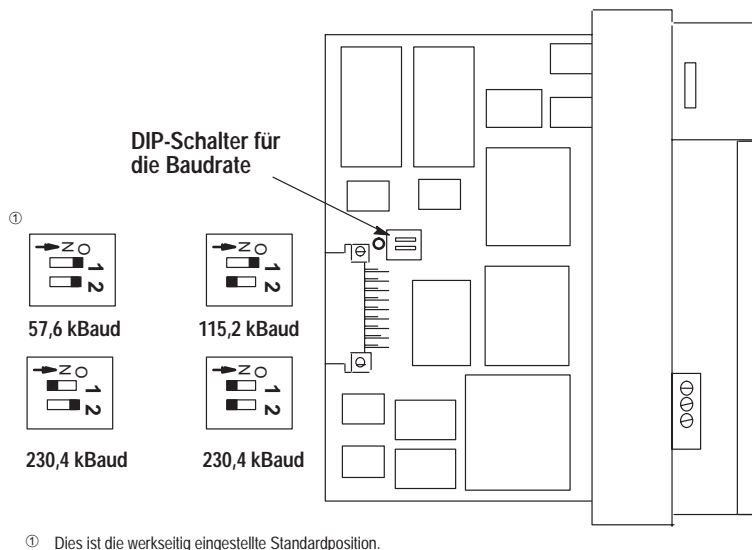 DIP-Schalter für
die Baudrate
①
ON
1
2
57,6 kBaud
ON
1
2
115,2 kBaud
ON
1
2
230,4 kBaud
ON
1
2
230,4 kBaud
① Dies ist die werkseitig eingestellte Standardposition.